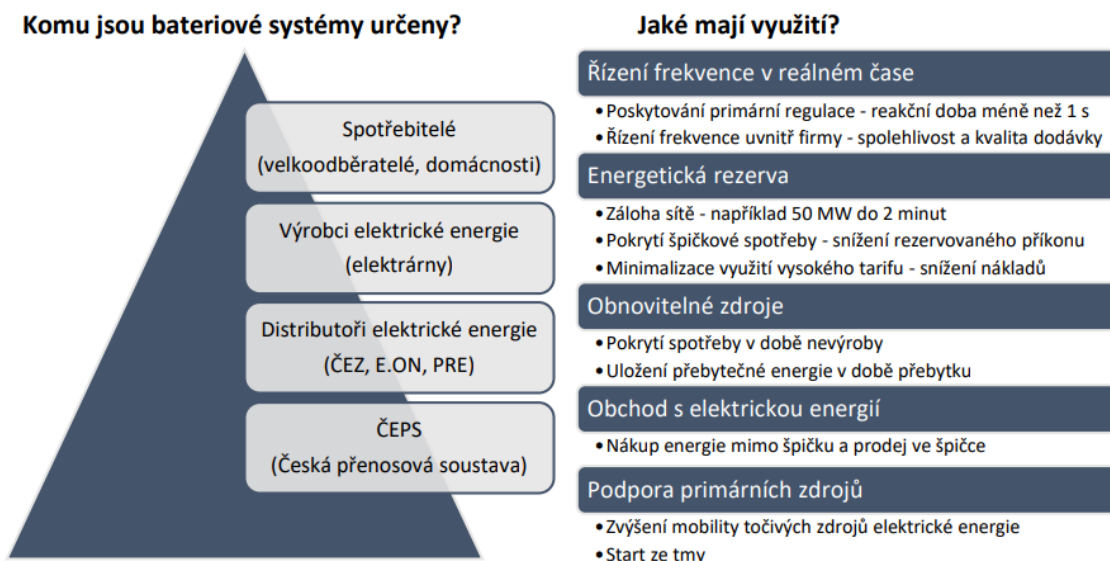 Komu jsou bateriové systémy určeny?
Spotřebitelé
(velkoodběratelé, domácnosti)
Výrobci elektrické energie
(elektrárny)
Distributoři elektrické energie
(ČEZ, E.ON, PRE)
ČEPS
(Česká přenosová soustava)
Jaké mají využití?
Řízení frekvence v reálném čase
•Poskytování primární regulace - reakční doba méně než 1 s
•Řízení frekvence uvnitř firmy - spolehlivost a kvalita dodávky
Energetická rezerva
•Záloha sítě - například 50 MW do 2 minut
•Pokrytí špičkové spotřeby - snížení rezervovaného příkonu
•Minimalizace využití vysokého tarifu - snížení nákladů
Obnovitelné zdroje
•Pokrytí spotřeby v době nevýroby
•Uložení přebytečné energie v době přebytku
Obchod s elektrickou energií
•Nákup energie mimo špičku a prodej ve špičce
Podpora primárních zdrojů
•Zvýšení mobility točivých zdrojů elektrické energie
•Start ze tmy